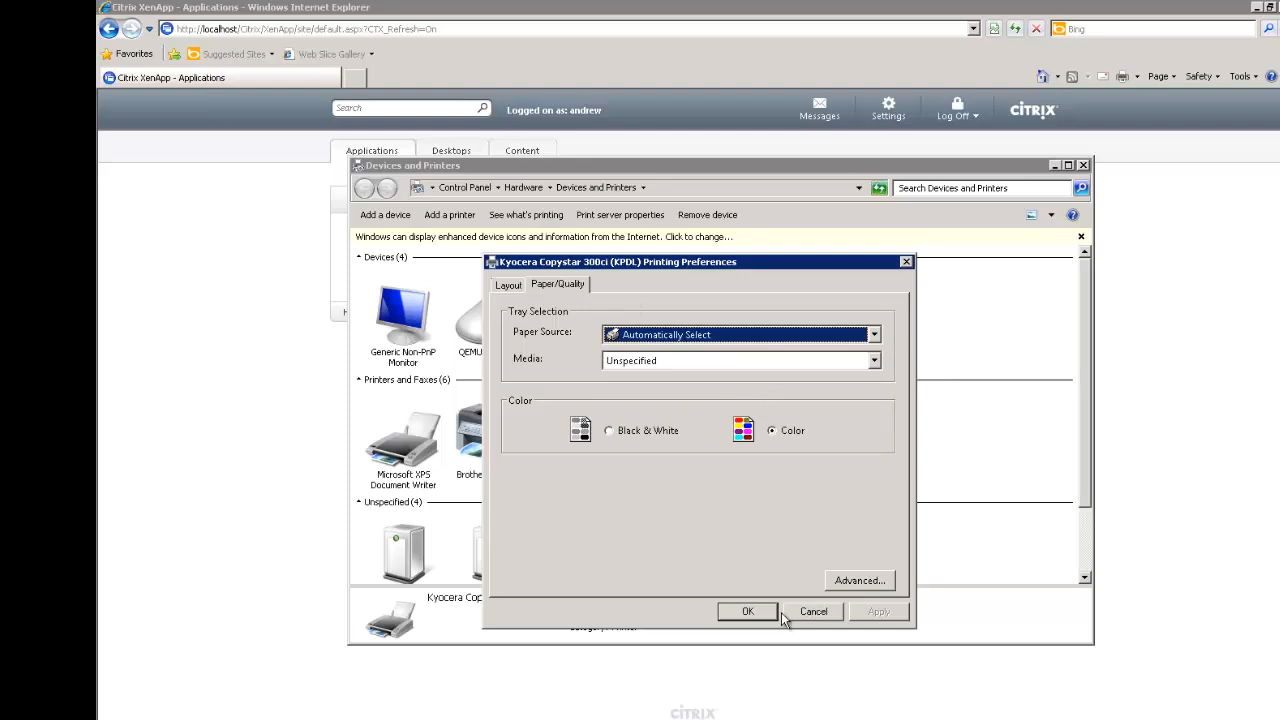 Citrix XenApp - Applications - Windows Internet Explorer
http://localhost/Citrix/XenApp/site/default.aspx?CTX_Refresh=On
Bing
Favorites
Suggested Sites
Web Slice Gallery
Citrix XenApp - Applications
Page
Safety
Tools
Search
Logged on as: andrew
Messages
Settings
Log Off
CITRIX
Applications
Desktops
Content
Devices and Printers
Control Panel
Hardware
Devices and Printers
Search Devices and Printers
Add a device
Add a printer
See what's printing
Print server properties
Remove device
Windows can display enhanced device icons and information from the Internet. Click to change...
Devices (4)
Generic Non-PnP
Monitor
QEMU
Printers and Faxes (6)
Microsoft XPS
Document Writer
Brothe
Unspecified (4)
Kyocera Cop
Kyocera Copystar 300ci (KPDL) Printing Preferences
Layout
Paper/Quality
Tray Selection
Paper Source:
Automatically Select
Media:
Unspecified
Color
Black & White
Color
Advanced...
OK
Cancel
Apply
CITRIX